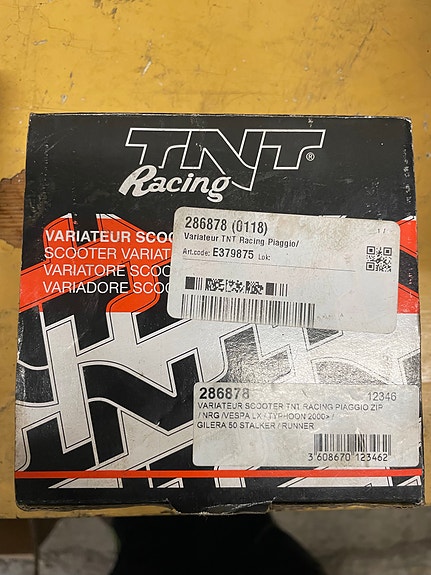 TNT®
Racing
286878 (0118)
Variateur TNT Racing Piaggio/
Art.code: E379875 Lok:
VARIATEUR SCOO
SCOOTER VARIAT
VARIATORE SCOO
VARIADORE SCOO
286878 12346
VARIATEUR SCOOTER TNT RACING PIAGGIO ZIP
/ NRG /VESPA LX / TYPHOON 2000> /
GILERA 50 STALKER / RUNNER
3 608670 123462